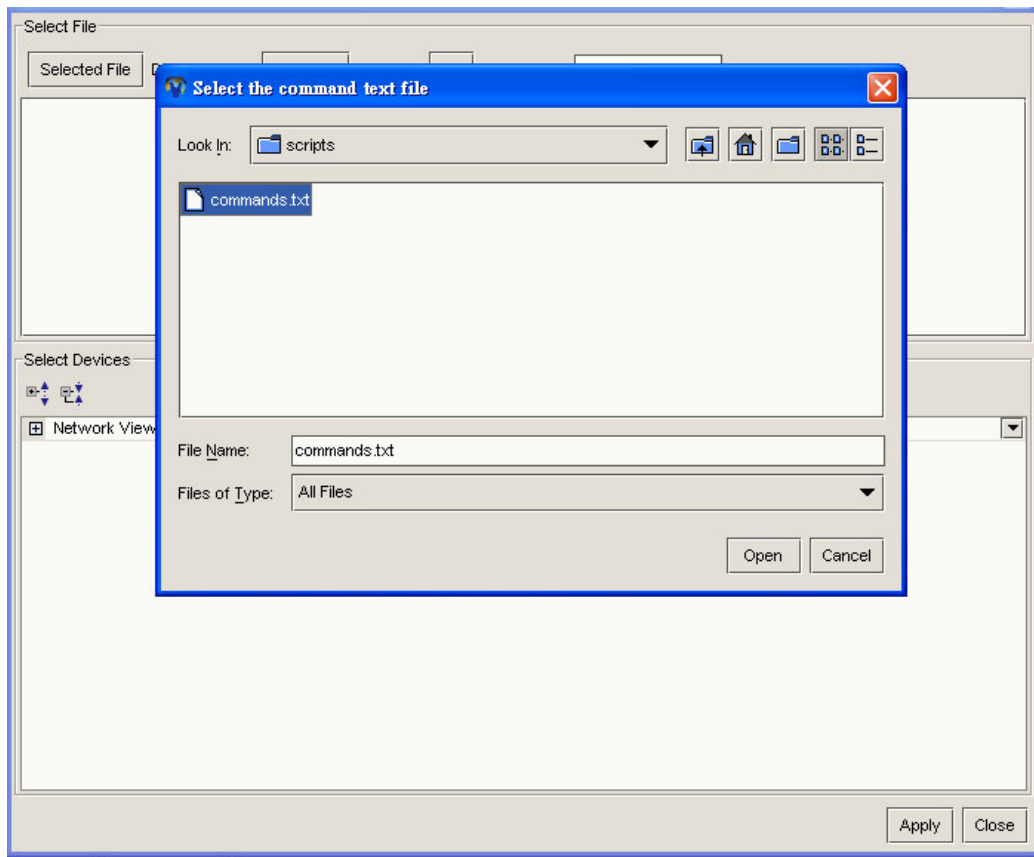 Select File
Selected File
Select the command text file
Look In:
scripts
commands.txt
Select Devices
Network View
File Name:
commands.txt
Files of Type:
All Files
Open
Cancel
Apply
Close